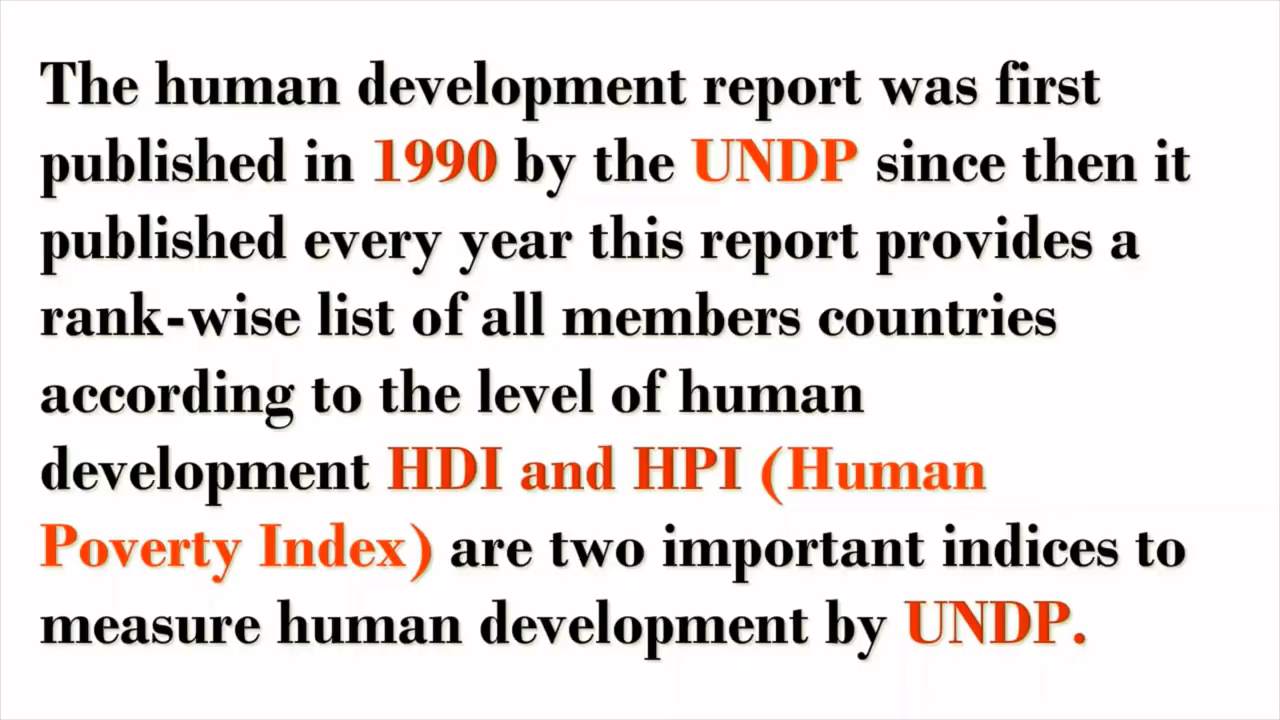 The human development report was first
published in 1990 by the UNDP since then it
published every year this report provides a
rank-wise list of all members countries
according to the level of human
development HDI and HPI (Human
Poverty Index) are two important indices to
measure human development by UNDP.